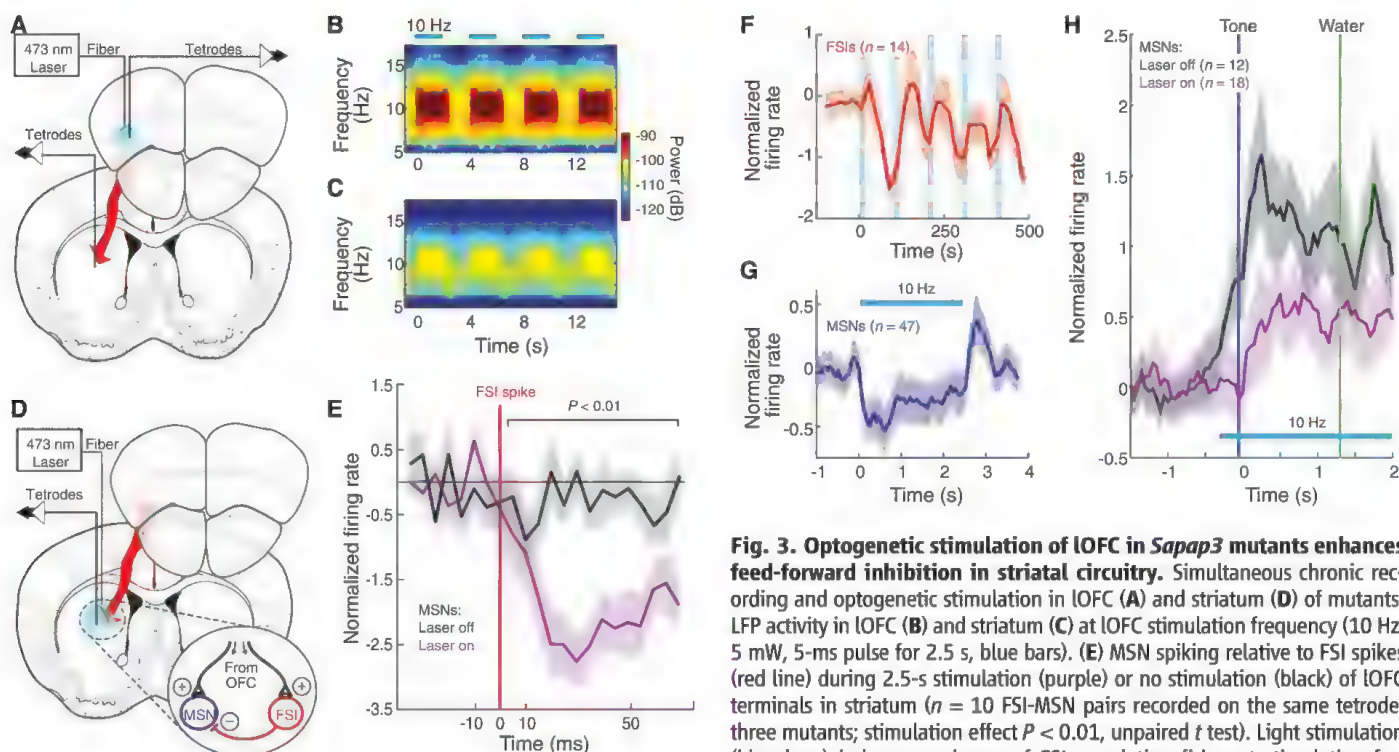 A
473 nm
Laser
Fiber
Tetrodes
Tetrodes
B
10 Hz
Frequency
(Hz)
15
10
5
0 4 8 12
-90
-100
-110
-120
Power (dB)
C
Frequency
(Hz)
15
10
5
0 4 8 12
Time (s)
D
473 nm
Laser
Fiber
Tetrodes
From
OFC
+
+
MSN
−
FSI
E
FSI spike
P < 0.01
Normalized firing rate
1.5
0.5
-0.5
-1.5
-2.5
-3.5
MSNs:
Laser off
Laser on
-10 0 10 50
Time (ms)
F
FSIs (n = 14)
Normalized
firing rate
1
0
-1
-2
0 250 500
Time (s)
G
10 Hz
MSNs (n = 47)
Normalized
firing rate
0.5
0
-0.5
-1 0 1 2 3 4
Time (s)
H
Tone
Water
MSNs:
Laser off (n = 12)
Laser on (n = 18)
Normalized firing rate
2.5
2
1.5
1
0.5
0
-0.5
10 Hz
-1 0 1 2
Time (s)
Fig. 3. Optogenetic stimulation of lOFC in Sapap3 mutants enhances
feed-forward inhibition in striatal circuitry. Simultaneous chronic rec-
ording and optogenetic stimulation in lOFC (A) and striatum (D) of mutants
LFP activity in lOFC (B) and striatum (C) at lOFC stimulation frequency (10 Hz
5 mW, 5-ms pulse for 2.5 s, blue bars). (E) MSN spiking relative to FSI spikes
(red line) during 2.5-s stimulation (purple) or no stimulation (black) of lOFC
terminals in striatum (n = 10 FSI-MSN pairs recorded on the same tetrode
three mutants; stimulation effect P < 0.01, unpaired t test). Light stimulation